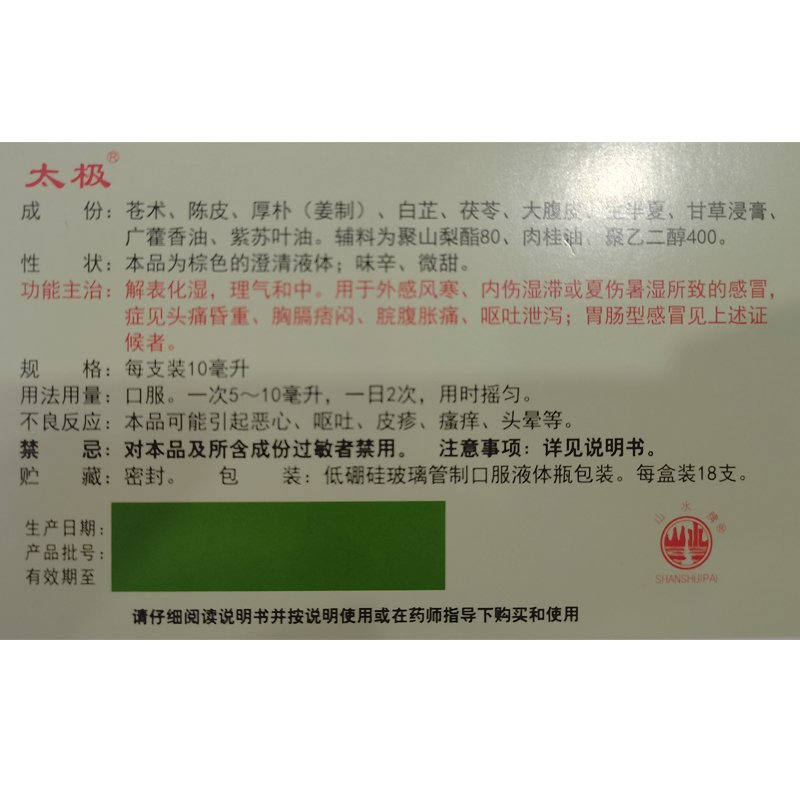 太极®
成份：苍术、陈皮、厚朴（姜制）、白芷、茯苓、大腹皮、生半夏、甘草浸膏、
广藿香油、紫苏叶油。辅料为聚山梨酯80、肉桂油、聚乙二醇400。
性状：本品为棕色的澄清液体；味辛、微甜。
功能主治：解表化湿，理气和中。用于外感风寒、内伤湿滞或夏伤暑湿所致的感冒，
症见头痛昏重、胸膈痞闷、脘腹胀痛、呕吐泄泻；胃肠型感冒见上述证
候者。
规格：每支装10毫升
用法用量：口服。一次5～10毫升，一日2次，用时摇匀。
不良反应：本品可能引起恶心、呕吐、皮疹、瘙痒、头晕等。
禁忌：对本品及所含成份过敏者禁用。 注意事项：详见说明书。
贮藏：密封。 包装：低硼硅玻璃管制口服液体瓶包装。每盒装18支。
生产日期：
产品批号：
有效期至
山水牌®
SHANSHUIPAI
请仔细阅读说明书并按说明使用或在药师指导下购买和使用